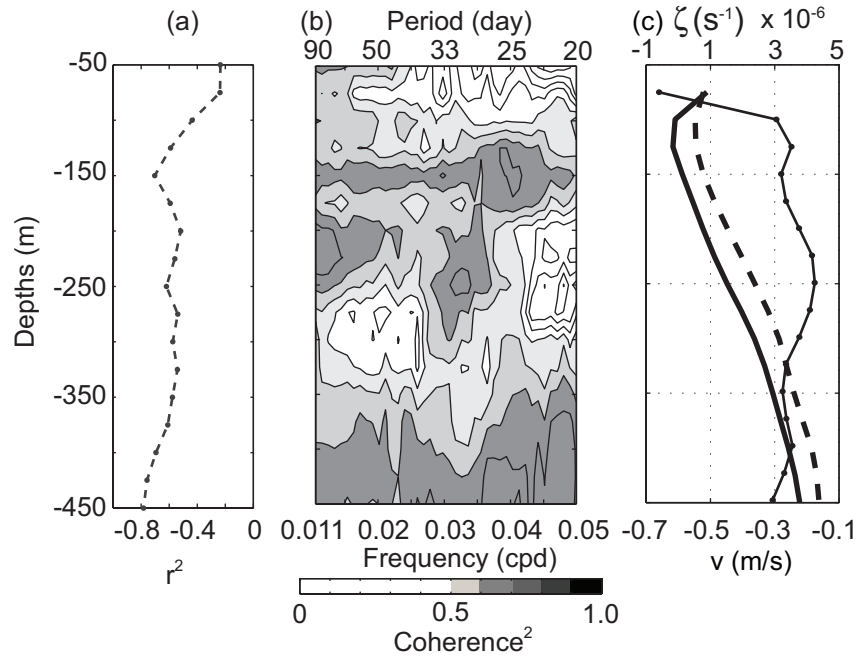 (a)
(b)
(c)
Period (day)
90 50 33 25 20
ζ (s⁻¹) x 10⁻⁶
-1 1 3 5
Depths (m)
-50
-150
-250
-350
-450
-0.8 -0.4 0
r²
0.011 0.02 0.03 0.04 0.05
Frequency (cpd)
-0.7 -0.5 -0.3 -0.1
v (m/s)
0 0.5 1.0
Coherence²